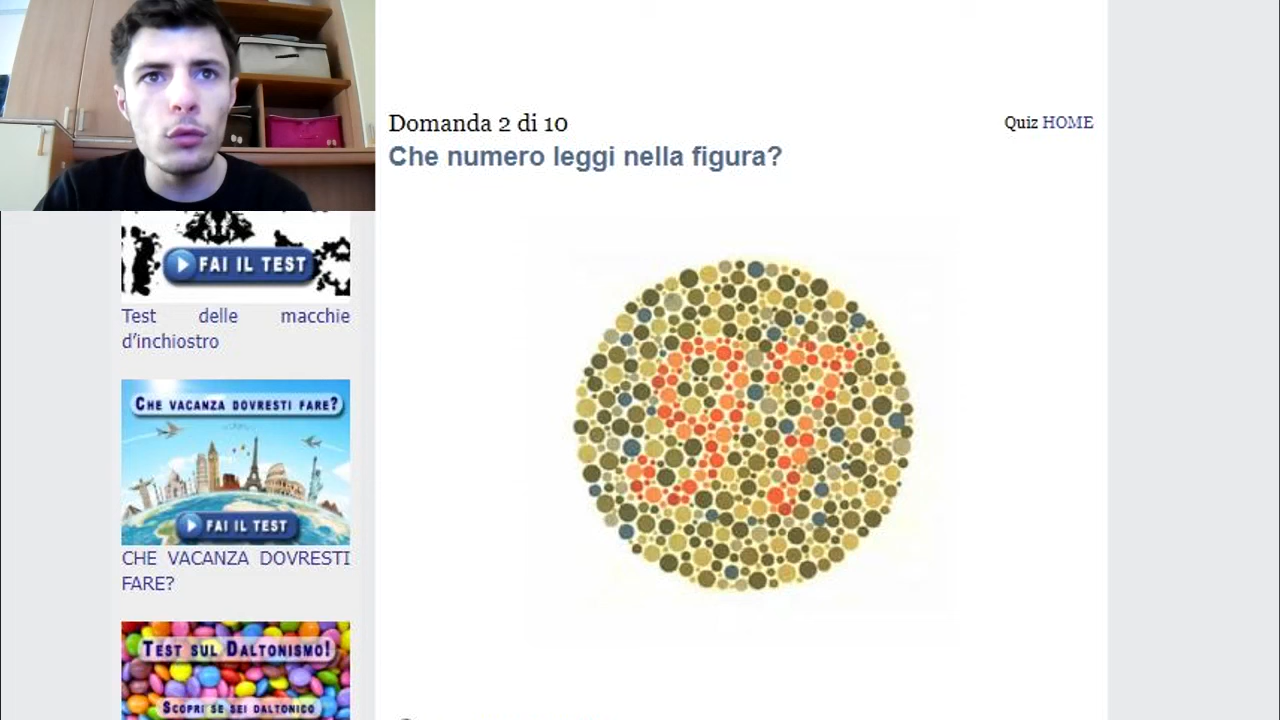 Domanda 2 di 10
Quiz HOME
Che numero leggi nella figura?
97
FAI IL TEST
Test delle macchie
d'inchiostro
CHE VACANZA DOVRESTI FARE?
FAI IL TEST
CHE VACANZA DOVRESTI
FARE?
TEST SUL DALTONISMO!
SCOPRI SE SEI DALTONICO